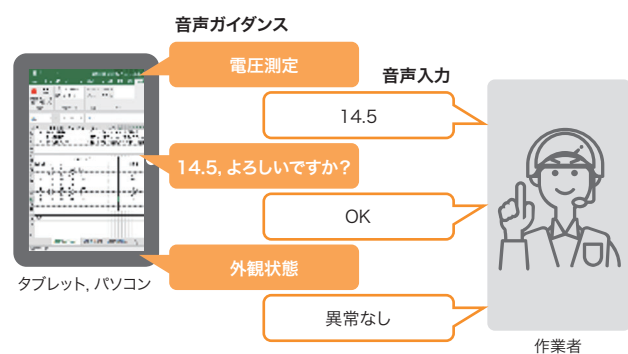 音声ガイダンス
電圧測定
音声入力
14.5
14.5, よろしいですか?
OK
外観状態
異常なし
タブレット, パソコン
作業者